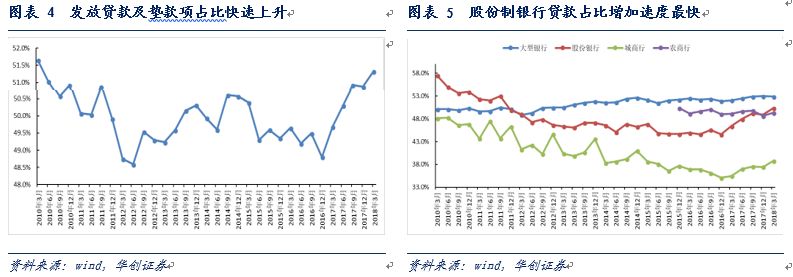 图表 4 发放贷款及垫款项占比快速上升
52.0%
51.5%
51.0%
50.5%
50.0%
49.5%
49.0%
48.5%
48.0%
2010年3月
2010年6月
2010年9月
2010年12月
2011年3月
2011年6月
2011年9月
2011年12月
2012年3月
2012年6月
2012年9月
2012年12月
2013年3月
2013年6月
2013年9月
2013年12月
2014年3月
2014年6月
2014年9月
2014年12月
2015年3月
2015年6月
2015年9月
2015年12月
2016年3月
2016年6月
2016年9月
2016年12月
2017年3月
2017年6月
2017年9月
2017年12月
2018年3月
资料来源：wind，华创证券
图表 5 股份制银行贷款占比增加速度最快
大型银行 股份银行 城商行 农商行
58.0%
53.0%
48.0%
43.0%
38.0%
33.0%
2010年3月
2010年6月
2010年9月
2010年12月
2011年3月
2011年6月
2011年9月
2011年12月
2012年3月
2012年6月
2012年9月
2012年12月
2013年3月
2013年6月
2013年9月
2013年12月
2014年3月
2014年6月
2014年9月
2014年12月
2015年3月
2015年6月
2015年9月
2015年12月
2016年3月
2016年6月
2016年9月
2016年12月
2017年3月
2017年6月
2017年9月
2017年12月
2018年3月
资料来源：wind，华创证券